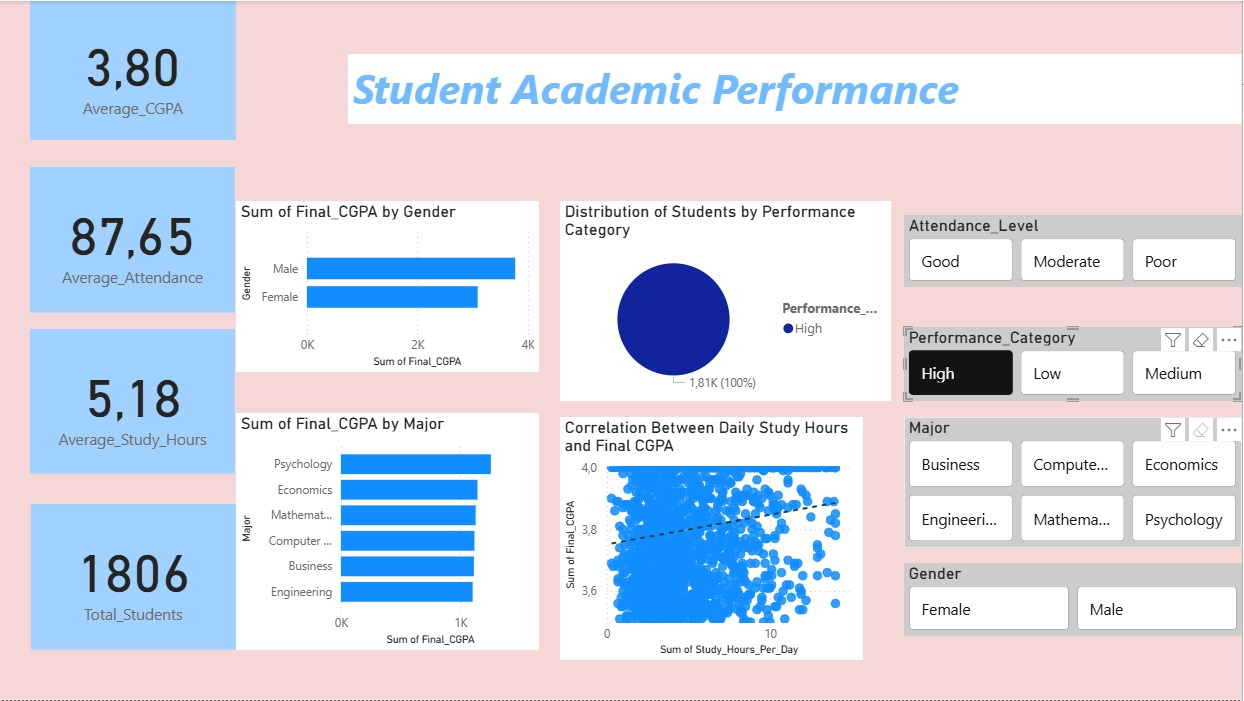 3,80
Average_CGPA
Student Academic Performance
87,65
Average_Attendance
5,18
Average_Study_Hours
1806
Total_Students
Sum of Final_CGPA by Gender
Gender
Male
Female
0K
2K
4K
Sum of Final_CGPA
Sum of Final_CGPA by Major
Major
Psychology
Economics
Mathemat...
Computer ...
Business
Engineering
0K
1K
Sum of Final_CGPA
Distribution of Students by Performance
Category
Performance_...
High
1,81K (100%)
Correlation Between Daily Study Hours
and Final CGPA
Sum of Final_CGPA
4,0
3,8
3,6
0
10
Sum of Study_Hours_Per_Day
Attendance_Level
Good
Moderate
Poor
Performance_Category
High
Low
Medium
Major
Business
Compute...
Economics
Engineeri...
Mathema...
Psychology
Gender
Female
Male